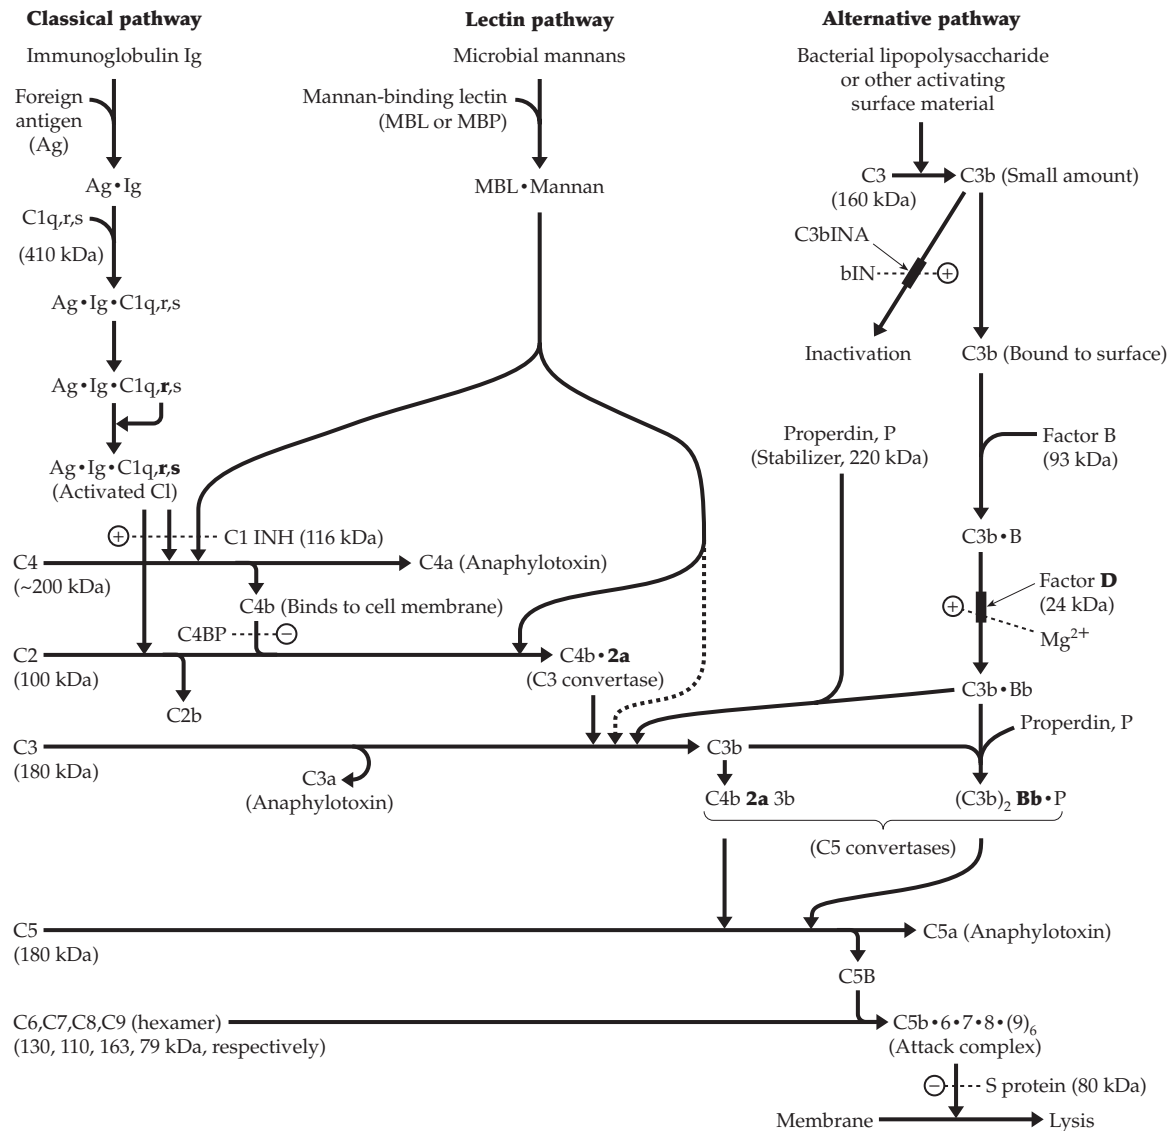 Classical pathway
Lectin pathway
Alternative pathway
Immunoglobulin Ig
Microbial mannans
Bacterial lipopolysaccharide
or other activating
surface material
Foreign
antigen
(Ag)
Mannan-binding lectin
(MBL or MBP)
Ag•Ig
MBL•Mannan
C3
(160 kDa)
C3b (Small amount)
C1q,r,s
(410 kDa)
C3bINA
bIN
+
Ag•Ig•C1q,r,s
Inactivation
C3b (Bound to surface)
Ag•Ig•C1q,r,s
Properdin, P
(Stabilizer, 220 kDa)
Factor B
(93 kDa)
Ag•Ig•C1q,r,s
(Activated Cl)
+
C1 INH (116 kDa)
C3b•B
C4
(~200 kDa)
C4a (Anaphylotoxin)
Factor D
(24 kDa)
+
Mg2+
C4b (Binds to cell membrane)
C4BP
−
C2
(100 kDa)
C4b•2a
(C3 convertase)
C2b
C3b•Bb
Properdin, P
C3
(180 kDa)
C3b
C3a
(Anaphylotoxin)
C4b 2a 3b
(C3b)2 Bb•P
(C5 convertases)
C5
(180 kDa)
C5a (Anaphylotoxin)
C5B
C6,C7,C8,C9 (hexamer)
(130, 110, 163, 79 kDa, respectively)
C5b•6•7•8•(9)6
(Attack complex)
−
S protein (80 kDa)
Membrane
Lysis